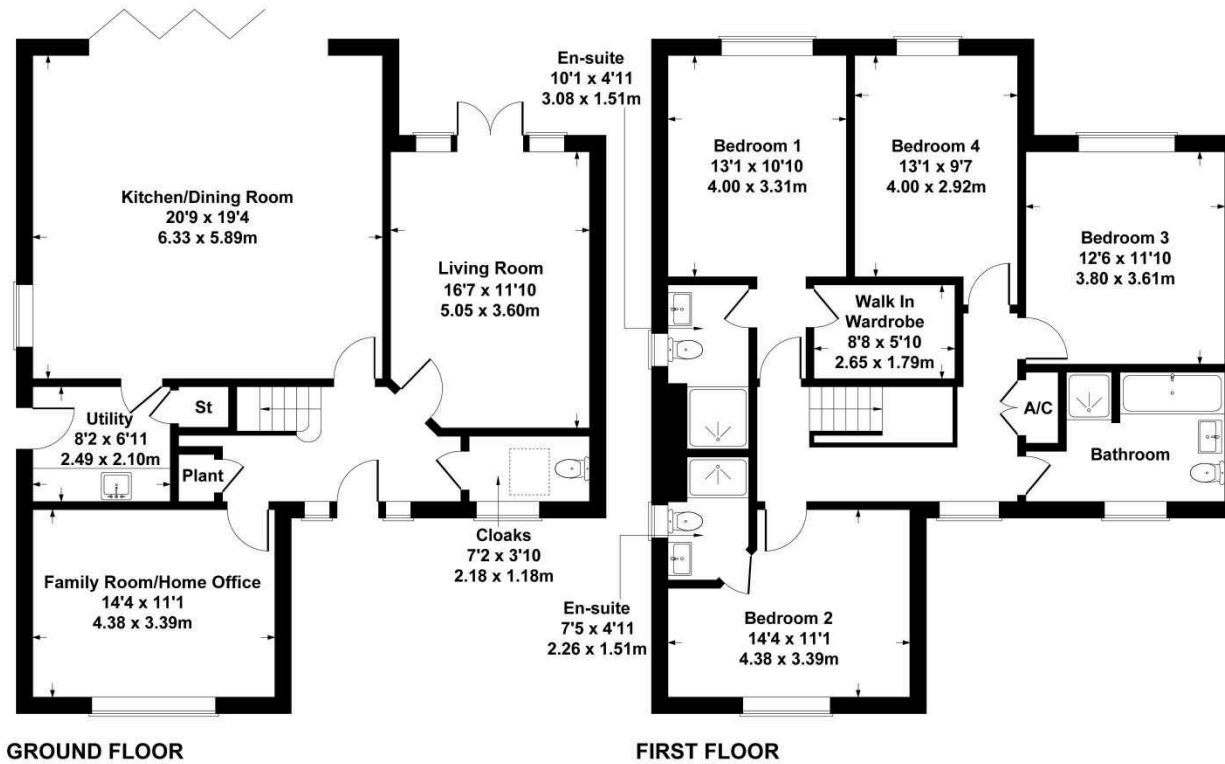 Kitchen/Dining Room
20'9 x 19'4
6.33 x 5.89m
Living Room
16'7 x 11'10
5.05 x 3.60m
Utility
8'2 x 6'11
2.49 x 2.10m
St
Plant
Cloaks
7'2 x 3'10
2.18 x 1.18m
Family Room/Home Office
14'4 x 11'1
4.38 x 3.39m
GROUND FLOOR
En-suite
10'1 x 4'11
3.08 x 1.51m
Bedroom 1
13'1 x 10'10
4.00 x 3.31m
Bedroom 4
13'1 x 9'7
4.00 x 2.92m
Bedroom 3
12'6 x 11'10
3.80 x 3.61m
Walk In
Wardrobe
8'8 x 5'10
2.65 x 1.79m
A/C
Bathroom
En-suite
7'5 x 4'11
2.26 x 1.51m
Bedroom 2
14'4 x 11'1
4.38 x 3.39m
FIRST FLOOR